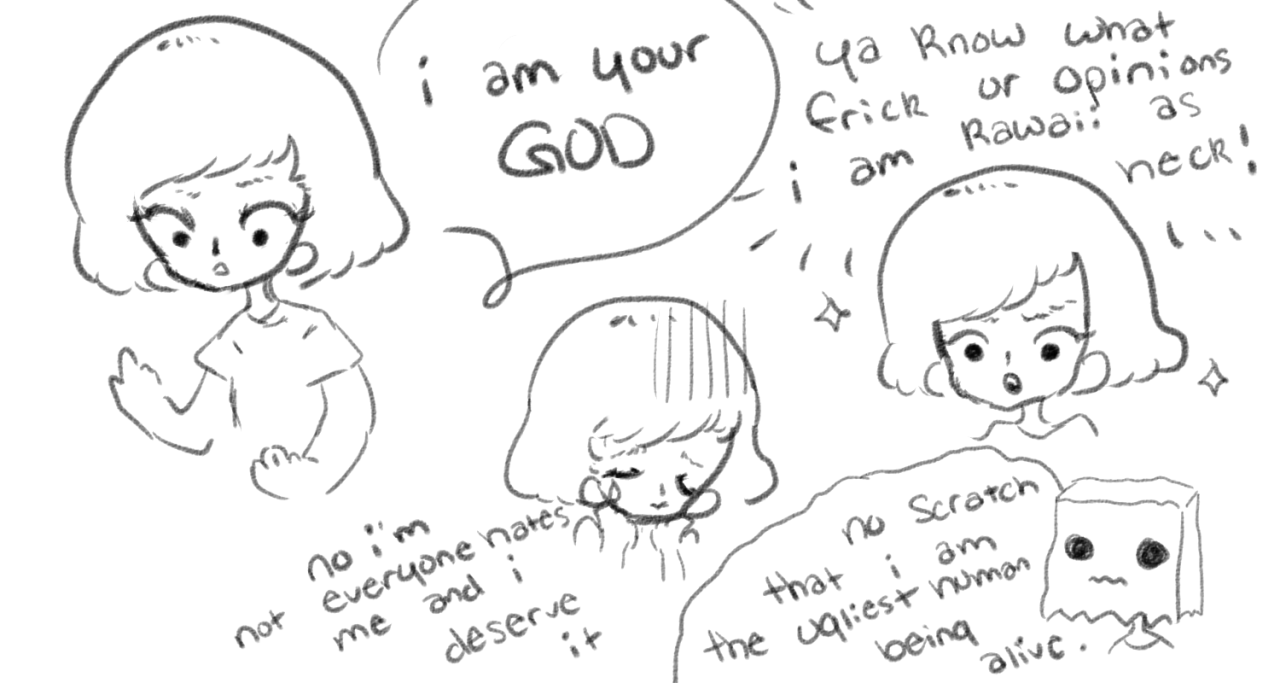 i am your
GOD
no i'm
not everyone hates
me and i
deserve
it
ya know what
frick ur opinions
i am kawaii as
heck!
no scratch
that i am
the ugliest human
being
alive.